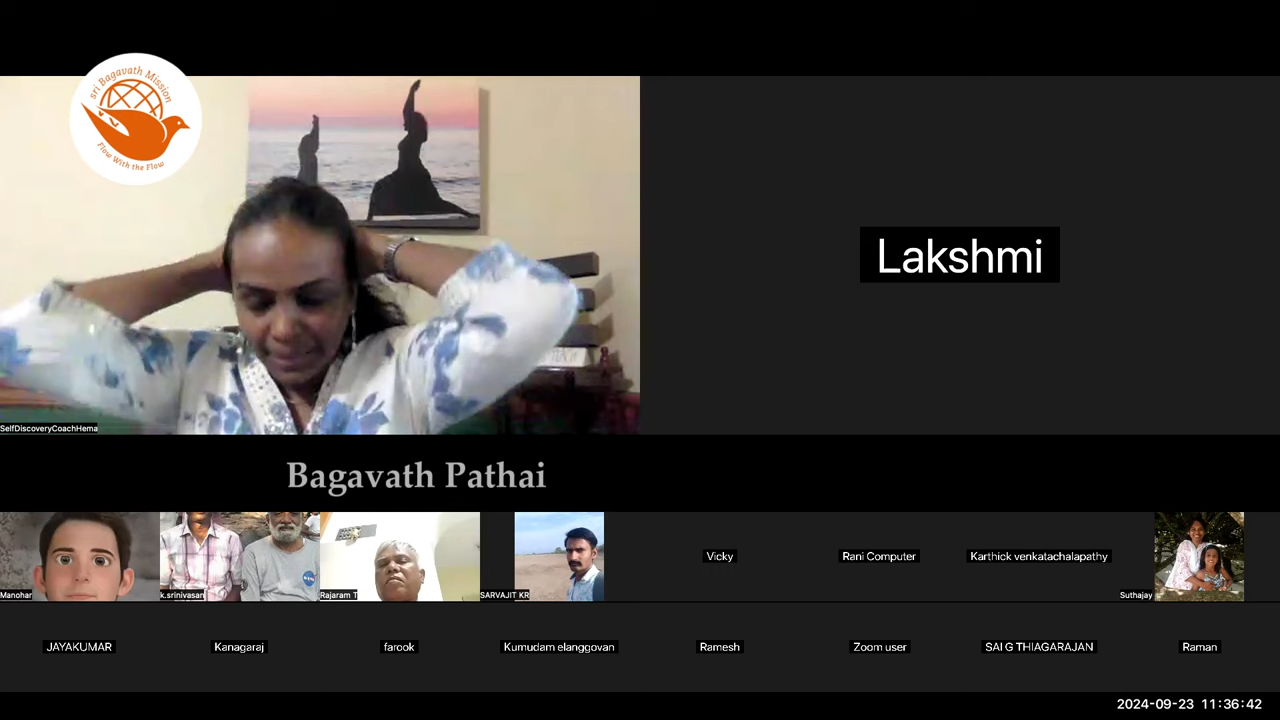 sri Bagavath Mission
Flow With the Flow
Lakshmi
SelfDiscoveryCoachHema
Bagavath Pathai
Manohar
k.srinivasan
Rajaram T
SARVAJIT KR
Vicky
Rani Computer
Karthick venkatachalapathy
Suthajay
JAYAKUMAR
Kanagaraj
farook
Kumudam elanggovan
Ramesh
Zoom user
SAI G THIAGARAJAN
Raman
2024-09-23 11:36:42